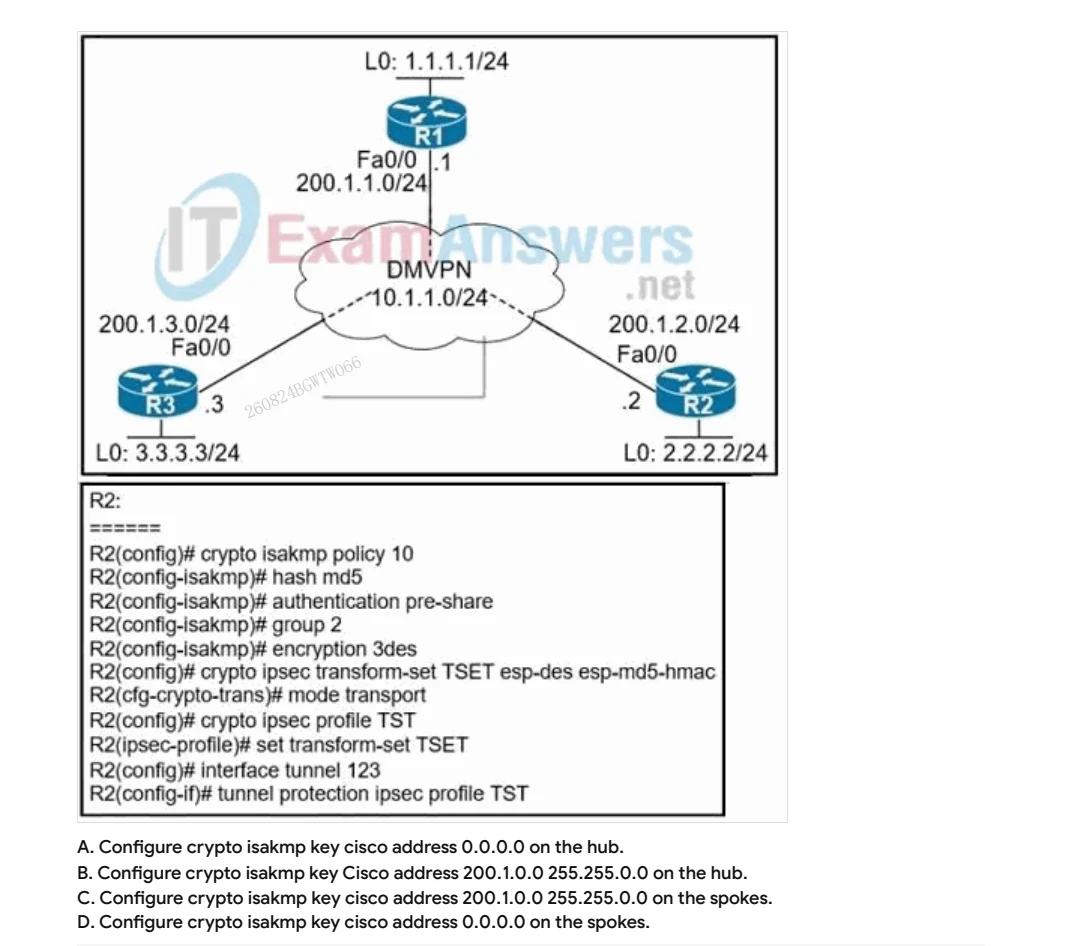 L0: 1.1.1.1/24
R1
Fa0/0 .1
200.1.1.0/24
ITExamAnswers
.net
DMVPN
10.1.1.0/24
200.1.3.0/24
Fa0/0
R3 .3
L0: 3.3.3.3/24
260824BGWTW066
200.1.2.0/24
Fa0/0
.2 R2
L0: 2.2.2.2/24
R2:
======
R2(config)# crypto isakmp policy 10
R2(config-isakmp)# hash md5
R2(config-isakmp)# authentication pre-share
R2(config-isakmp)# group 2
R2(config-isakmp)# encryption 3des
R2(config)# crypto ipsec transform-set TSET esp-des esp-md5-hmac
R2(cfg-crypto-trans)# mode transport
R2(config)# crypto ipsec profile TST
R2(ipsec-profile)# set transform-set TSET
R2(config)# interface tunnel 123
R2(config-if)# tunnel protection ipsec profile TST
A. Configure crypto isakmp key cisco address 0.0.0.0 on the hub.
B. Configure crypto isakmp key Cisco address 200.1.0.0 255.255.0.0 on the hub.
C. Configure crypto isakmp key cisco address 200.1.0.0 255.255.0.0 on the spokes.
D. Configure crypto isakmp key cisco address 0.0.0.0 on the spokes.